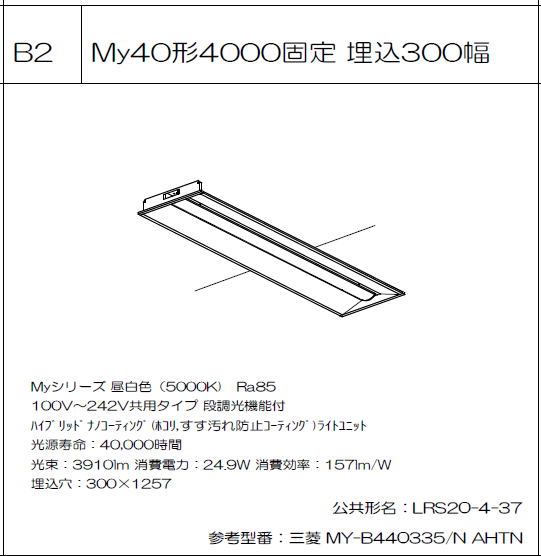 B2 My40形4000固定 埋込300幅
Myシリーズ 昼白色（5000K） Ra85
100V～242V共用タイプ 段調光機能付
ﾊｲﾌﾞﾘｯﾄﾞﾅﾉｺｰﾃｨﾝｸﾞ(ﾎｺﾘ,すす汚れ防止ｺｰﾃｨﾝｸﾞ)ﾗｲﾄﾕﾆｯﾄ
光源寿命：40,000時間
光束：3910lm 消費電力：24.9W 消費効率：157lm/W
埋込穴：300×1257
公共形名：LRS20-4-37
参考型番：三菱 MY-B440335/N AHTN